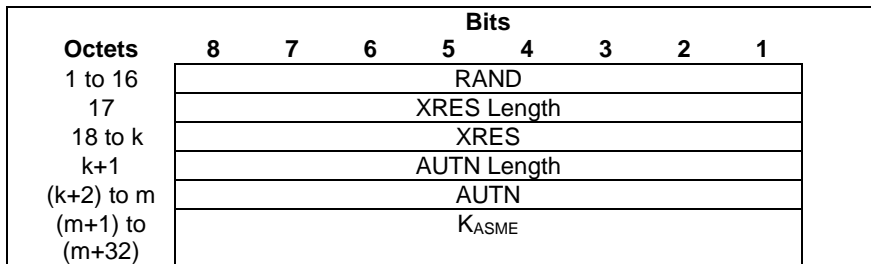 Bits
Octets 8 7 6 5 4 3 2 1
1 to 16 RAND
17 XRES Length
18 to k XRES
k+1 AUTN Length
(k+2) to m AUTN
(m+1) to KASME
(m+32)